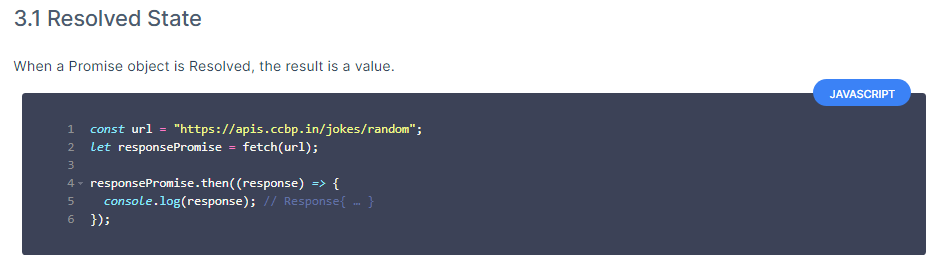 3.1 Resolved State
When a Promise object is Resolved, the result is a value.
JAVASCRIPT
1 const url = "https://apis.ccbp.in/jokes/random";
2 let responsePromise = fetch(url);
3
4 responsePromise.then((response) => {
5   console.log(response); // Response{ … }
6 });